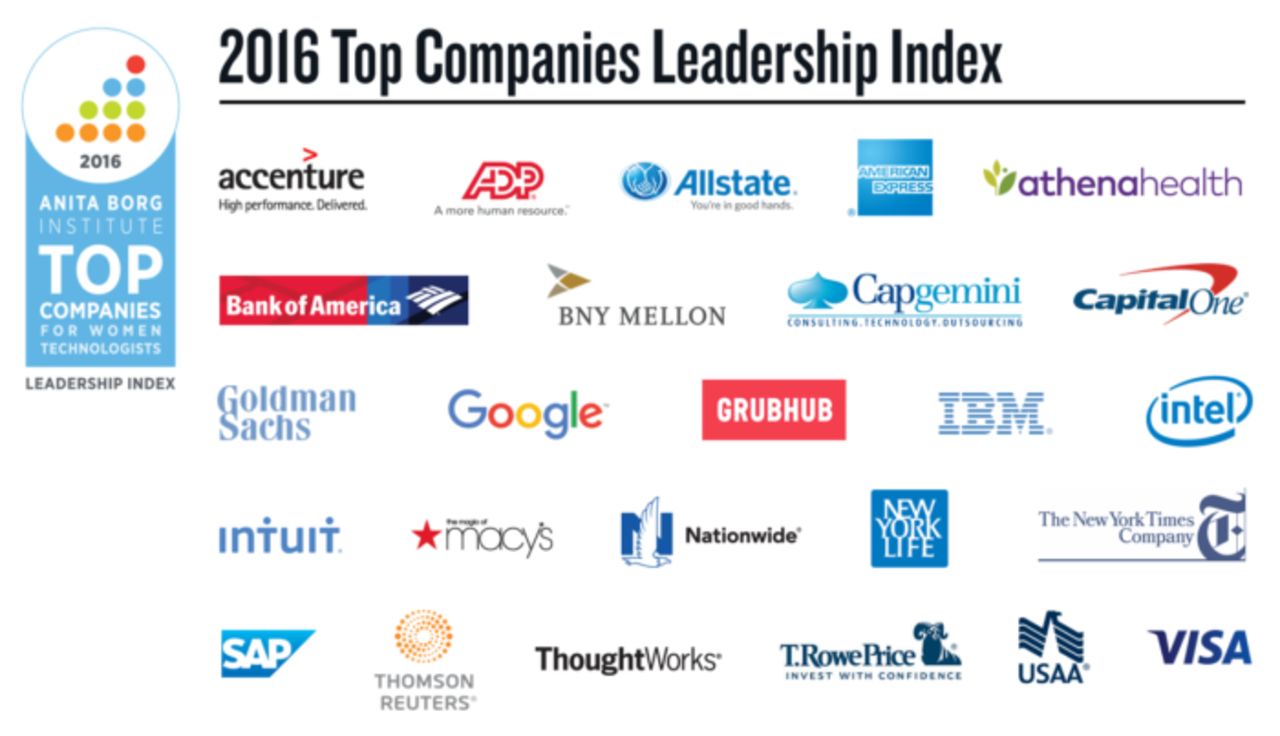 2016 Top Companies Leadership Index
2016
ANITA BORG
INSTITUTE
TOP
COMPANIES
FOR WOMEN
TECHNOLOGISTS
LEADERSHIP INDEX
>
accenture
High performance. Delivered.
ADP®
A more human resource.™
Allstate®
You're in good hands.
AMERICAN
EXPRESS
®
athenahealth
Bank of America
BNY MELLON
Capgemini
CONSULTING.TECHNOLOGY.OUTSOURCING
Capital One®
Goldman
Sachs
Google™
GRUBHUB
IBM®
intel®
intuit®
the magic of
macy's
Nationwide®
NEW
YORK
LIFE
The New York Times
Company
T
SAP
THOMSON
REUTERS®
ThoughtWorks®
T.RowePrice®
INVEST WITH CONFIDENCE
USAA®
VISA